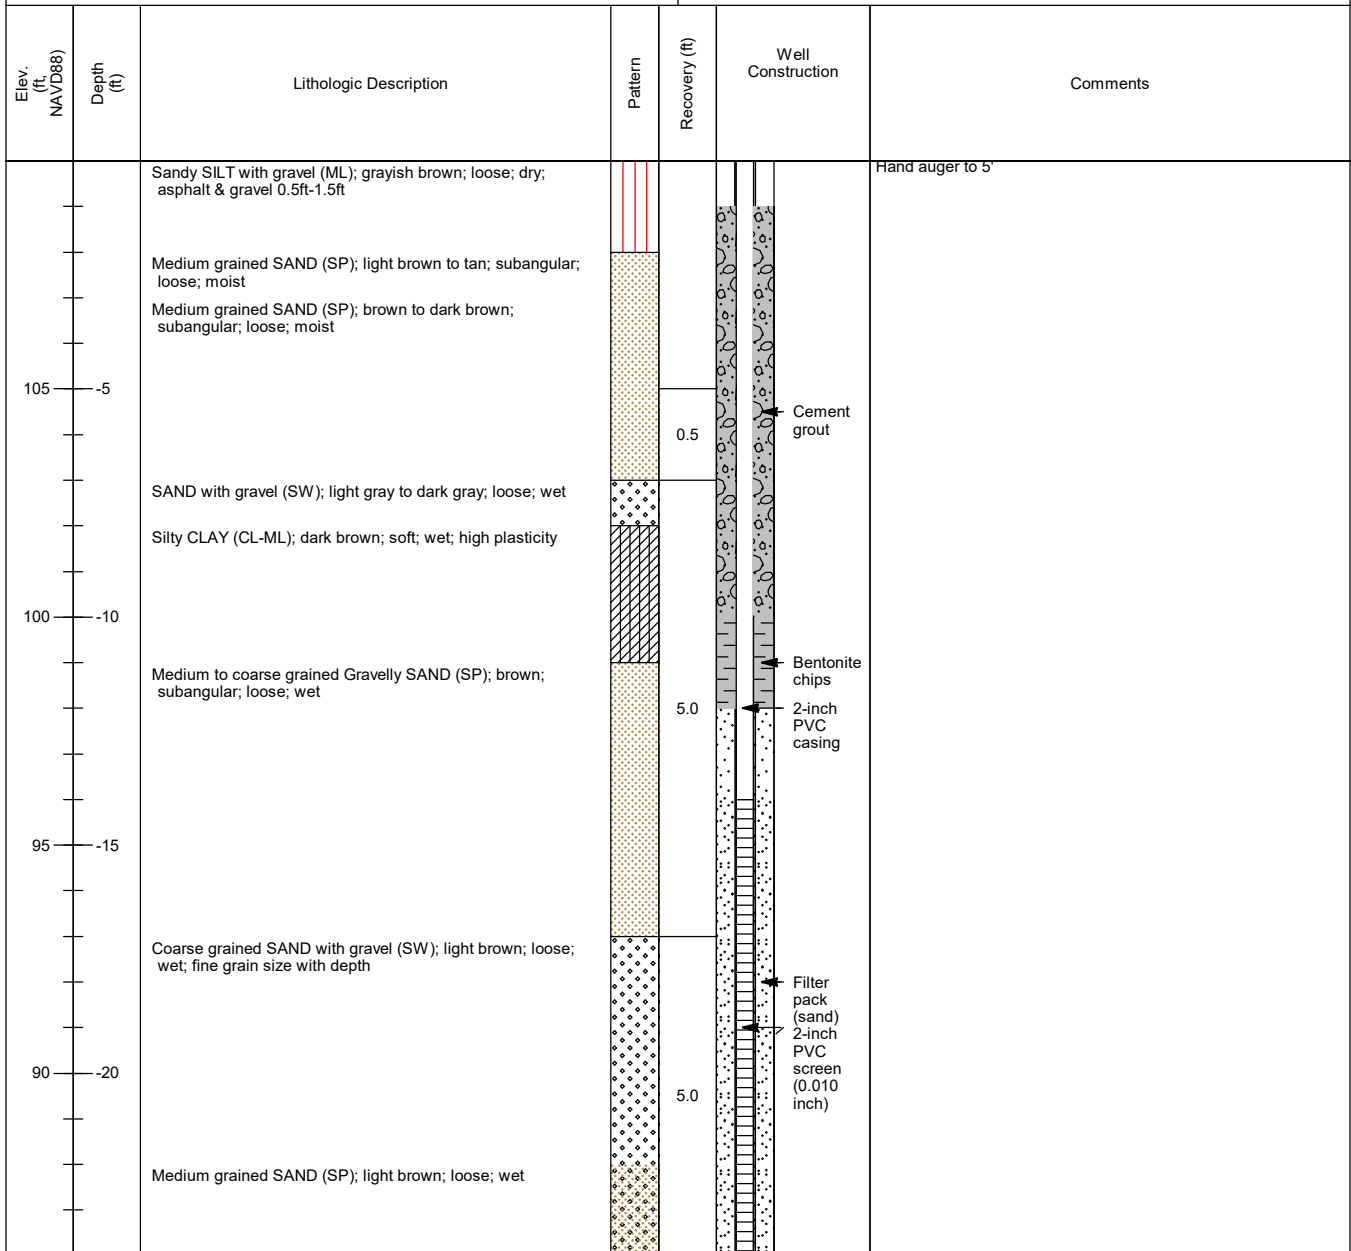 Elev.
(ft,
NAVD88)
Depth
(ft)
Lithologic Description
Pattern
Recovery (ft)
Well
Construction
Comments
Sandy SILT with gravel (ML); grayish brown; loose; dry;
asphalt & gravel 0.5ft-1.5ft
Hand auger to 5'
Medium grained SAND (SP); light brown to tan; subangular;
loose; moist
Medium grained SAND (SP); brown to dark brown;
subangular; loose; moist
105
-5
0.5
Cement
grout
SAND with gravel (SW); light gray to dark gray; loose; wet
Silty CLAY (CL-ML); dark brown; soft; wet; high plasticity
100
-10
Medium to coarse grained Gravelly SAND (SP); brown;
subangular; loose; wet
5.0
Bentonite
chips
2-inch
PVC
casing
95
-15
Coarse grained SAND with gravel (SW); light brown; loose;
wet; fine grain size with depth
Filter
pack
(sand)
2-inch
PVC
screen
(0.010
inch)
90
-20
5.0
Medium grained SAND (SP); light brown; loose; wet